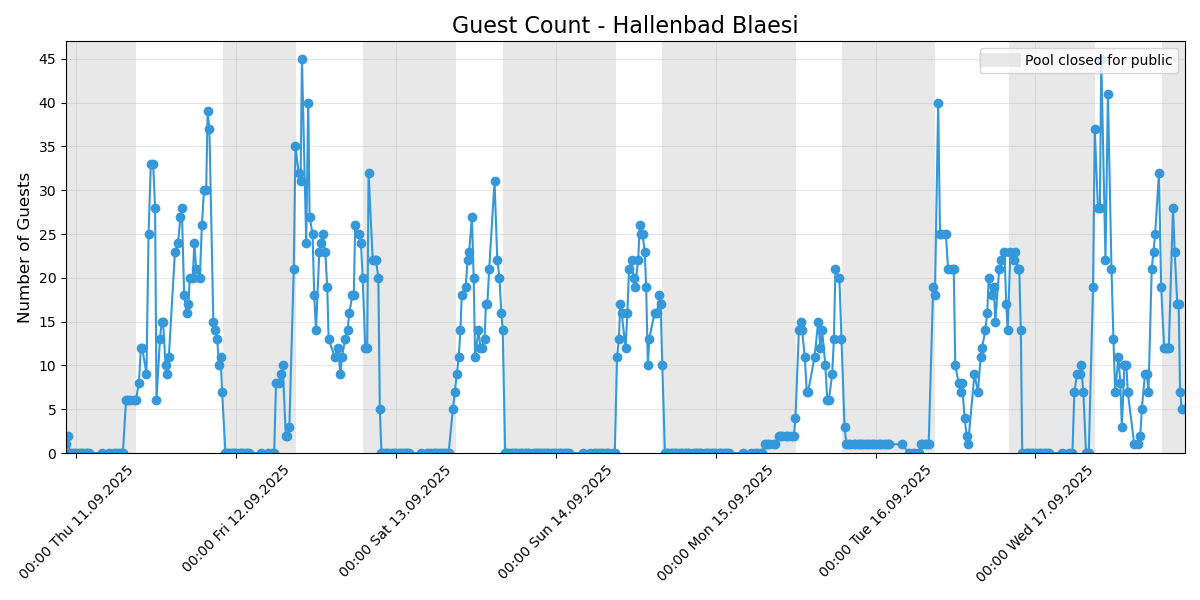 Guest Count - Hallenbad Blaesi
Pool closed for public
Number of Guests
45
40
35
30
25
20
15
10
5
0
00:00 Thu 11.09.2025
00:00 Fri 12.09.2025
00:00 Sat 13.09.2025
00:00 Sun 14.09.2025
00:00 Mon 15.09.2025
00:00 Tue 16.09.2025
00:00 Wed 17.09.2025